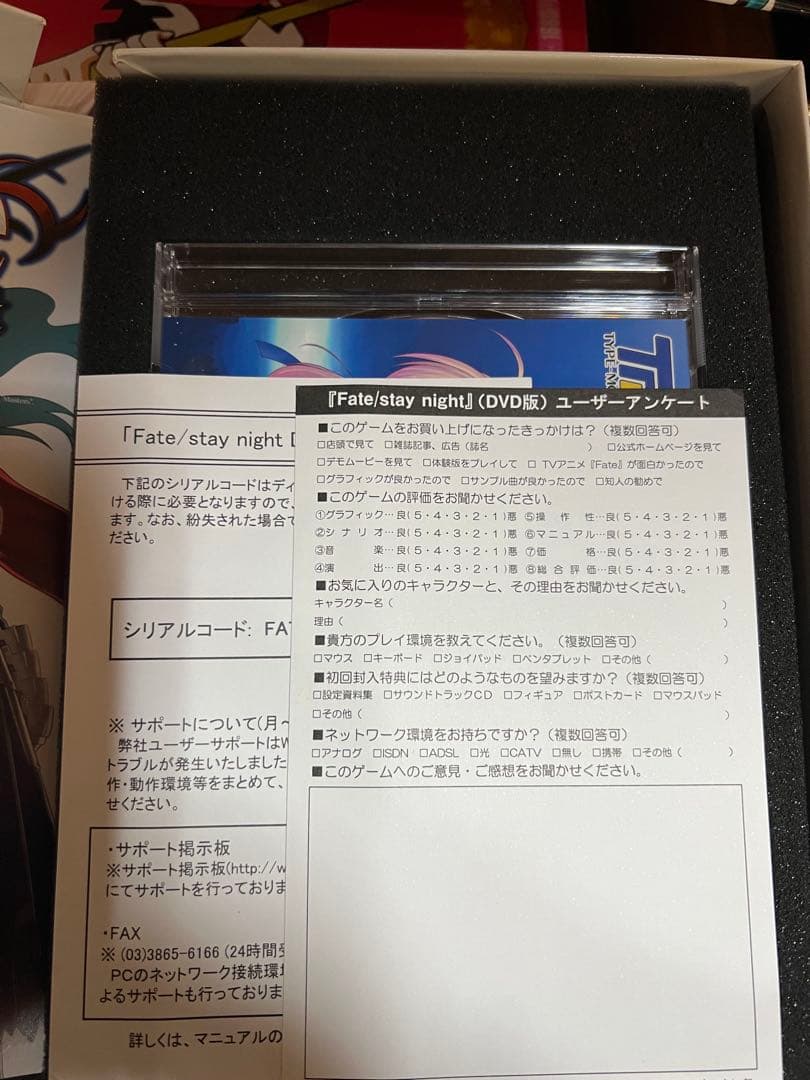 Masters".
TYPE-MO
「Fate/stay night
下記のシリアルコードはディ
ける際に必要となりますので、
ます。なお、紛失された場合で
ださい。
シリアルコード: FA
※ サポートについて(月~
弊社ユーザーサポートはW
トラブルが発生いたしました
作・動作環境等をまとめて、
せください。
・サポート掲示板
※サポート掲示板(http://w
にてサポートを行っておりま
・FAX
※ (03)3865-6166 (24時間受
PCのネットワーク接続環境
よるサポートも行っておりま
詳しくは、マニュアルの
『Fate/stay night』(DVD版) ユーザーアンケート
■このゲームをお買い上げになったきっかけは?(複数回答可)
□店頭で見て □雑誌記事、広告(誌名 ) □公式ホームページを見て
□デモムービーを見て □体験版をプレイして □ TVアニメ『Fate』が面白かったので
□グラフィックが良かったので □サンプル曲が良かったので □知人の勧めで
■このゲームの評価をお聞かせください。
①グラフィック…良(5・4・3・2・1)悪 ⑤操作性…良(5・4・3・2・1)悪
②シナリオ…良(5・4・3・2・1)悪 ⑥マニュアル…良(5・4・3・2・1)悪
③音楽…良(5・4・3・2・1)悪 ⑦価格…良(5・4・3・2・1)悪
④演出…良(5・4・3・2・1)悪 ⑧総合評価…良(5・4・3・2・1)悪
■お気に入りのキャラクターと、その理由をお聞かせください。
キャラクター名( )
理由( )
■貴方のプレイ環境を教えてください。(複数回答可)
□マウス □キーボード □ジョイパッド □ペンタブレット □その他( )
■初回封入特典にはどのようなものを望みますか?(複数回答可)
□設定資料集 □サウンドトラックCD □フィギュア □ポストカード □マウスパッド
□その他( )
■ネットワーク環境をお持ちですか?(複数回答可)
□アナログ □ISDN □ADSL □光 □CATV □無し □携帯 □その他( )
■このゲームへのご意見・ご感想をお聞かせください。